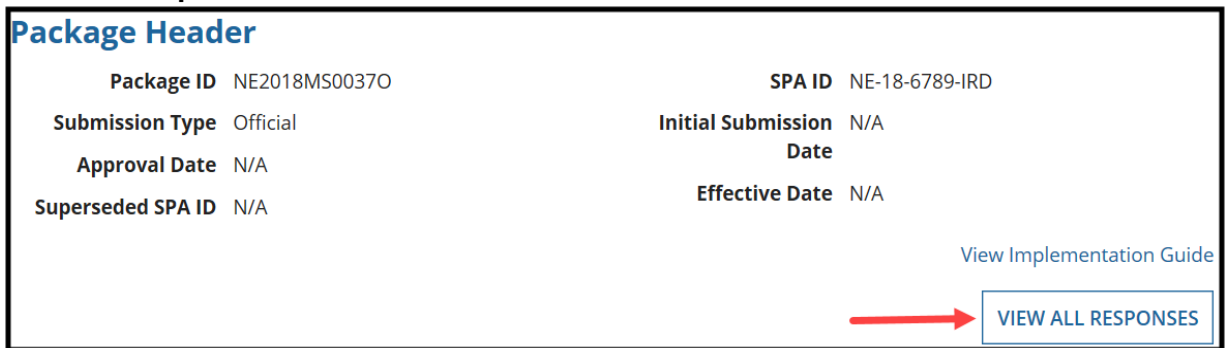 Package Header
Package ID NE2018MS0037O
SPA ID NE-18-6789-IRD
Submission Type Official
Initial Submission Date N/A
Approval Date N/A
Effective Date N/A
Superseded SPA ID N/A
View Implementation Guide
VIEW ALL RESPONSES